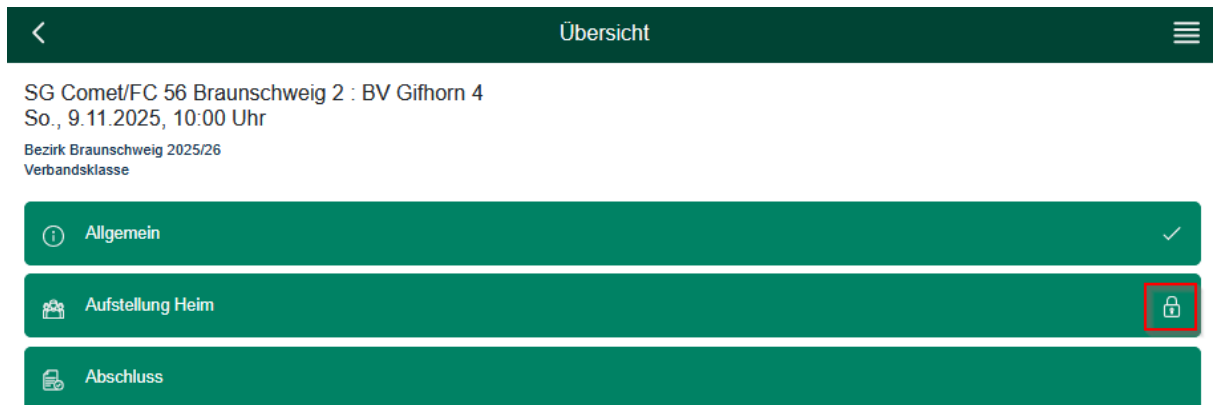 Übersicht
SG Comet/FC 56 Braunschweig 2 : BV Gifhorn 4
So., 9.11.2025, 10:00 Uhr
Bezirk Braunschweig 2025/26
Verbandsklasse
Allgemein
Aufstellung Heim
Abschluss